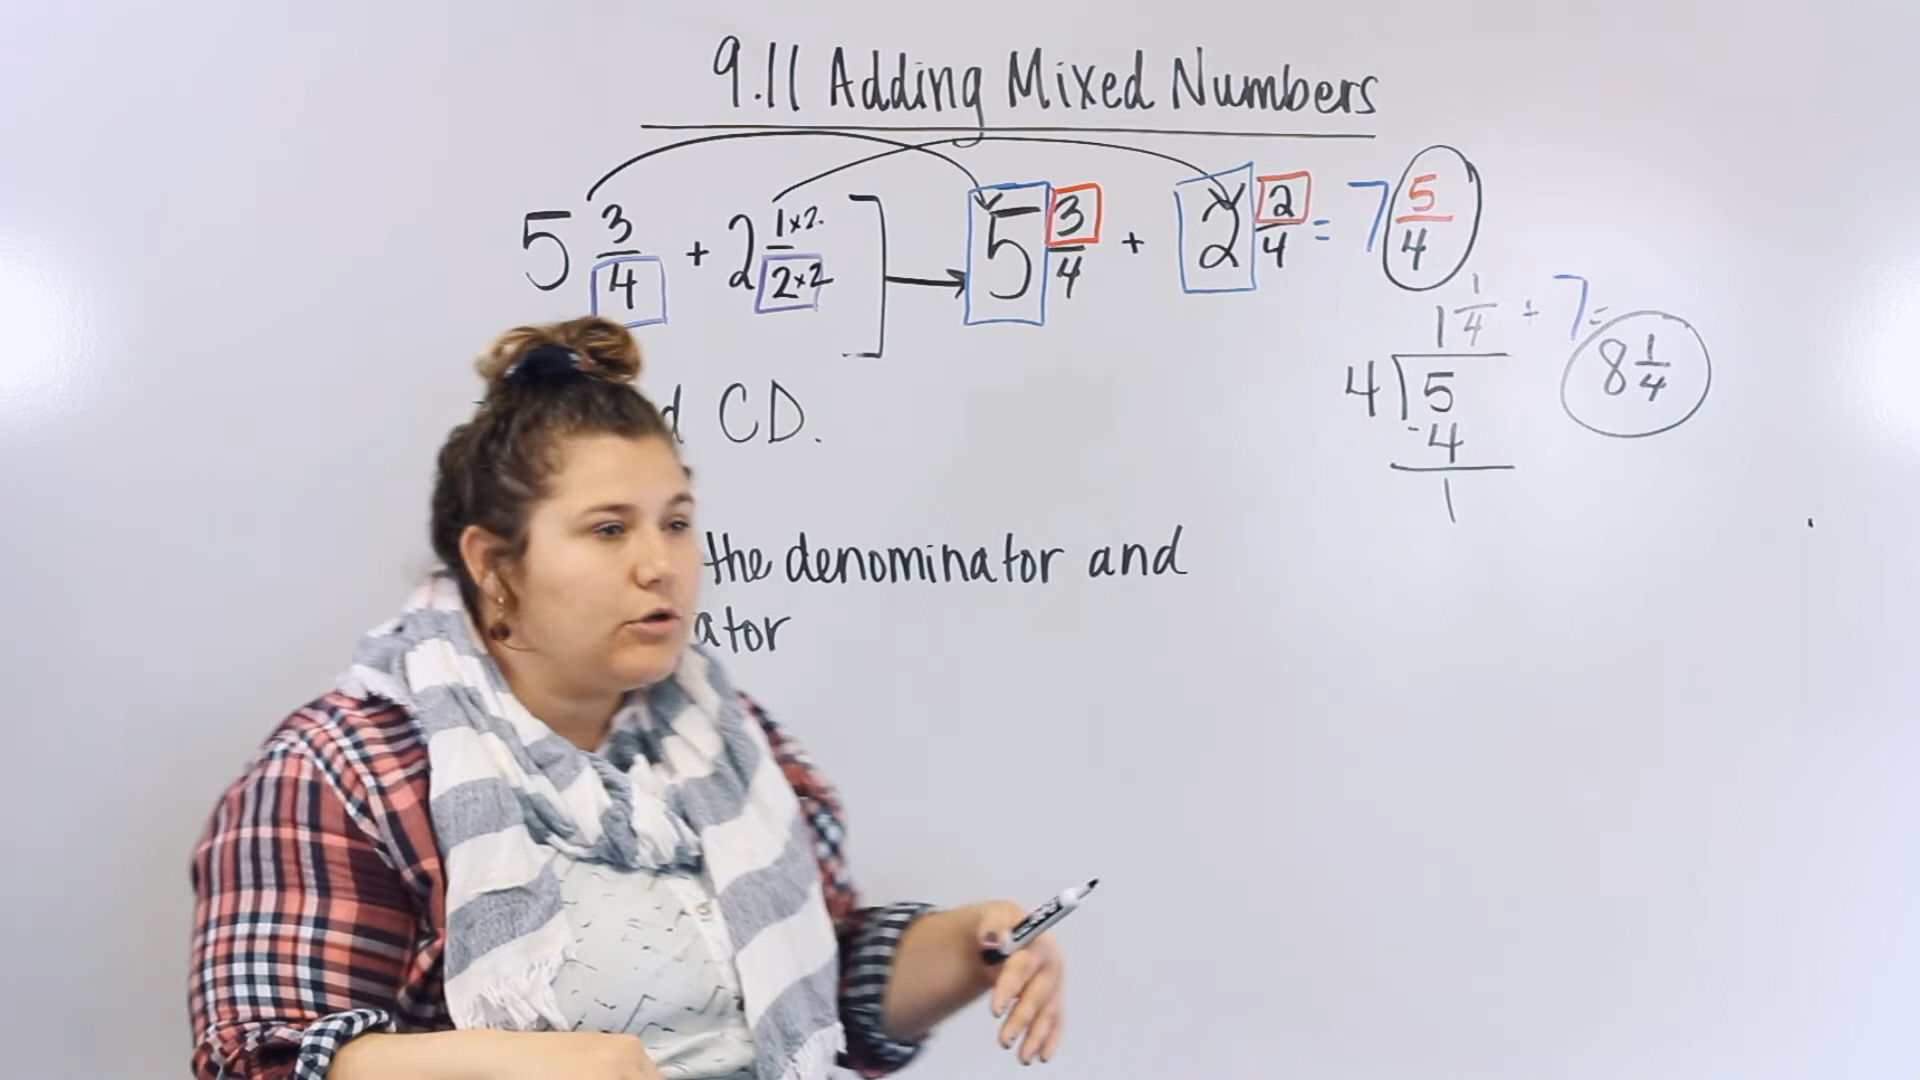 9.11 Adding Mixed Numbers
5 3/4 + 2 1×2/2×2 ] → 5 3/4 + 2 2/4 = 7 5/4
1 1/4 + 7 =
8 1/4
4 5
-4
1
CD.
the denominator and